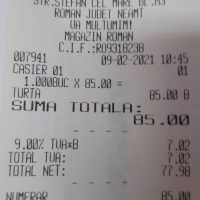 STR.STEFAN CEL MARE BL.A3
ROMAN JUDET NEAMT
VA MULTUMIM!
MAGAZIN ROMAN
C.I.F.:RO9318238
007941 09-02-2021 10:45
CASIER 01 01
1.000BUC X 85.00 =
TURTA 85.00 B
SUMA TOTALA:
85.00
- - - -
9.00% TVA*B 7.02
TOTAL TVA: 7.02
TOTAL NET: 77.98
- - - -
NUMERAR 85.00